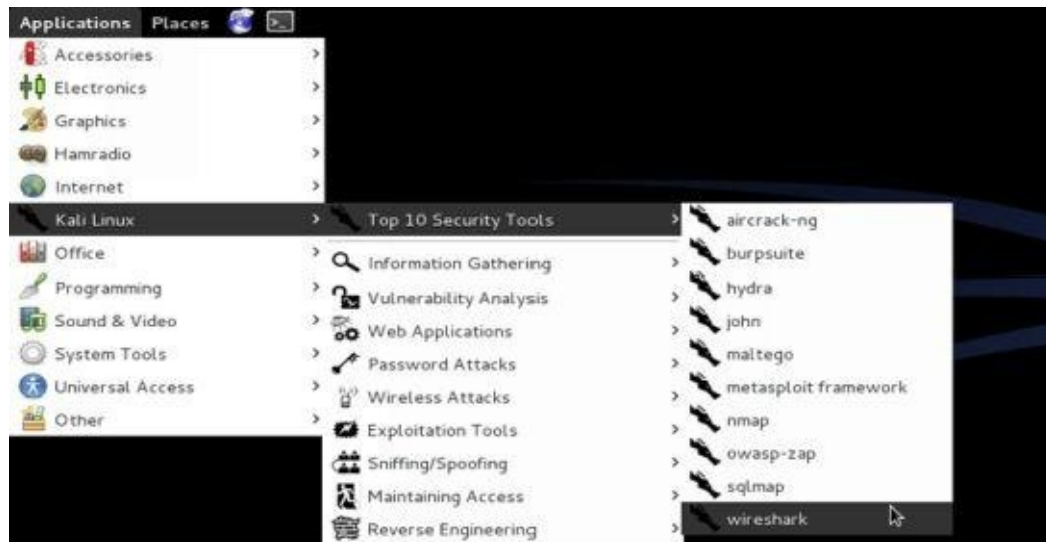 Applications Places
Accessories
Electronics
Graphics
Hamradio
Internet
Kali Linux
Office
Programming
Sound & Video
System Tools
Universal Access
Other
Top 10 Security Tools
Information Gathering
Vulnerability Analysis
Web Applications
Password Attacks
Wireless Attacks
Exploitation Tools
Sniffing/Spoofing
Maintaining Access
Reverse Engineering
aircrack-ng
burpsuite
hydra
john
maltego
metasploit framework
nmap
owasp-zap
sqlmap
wireshark